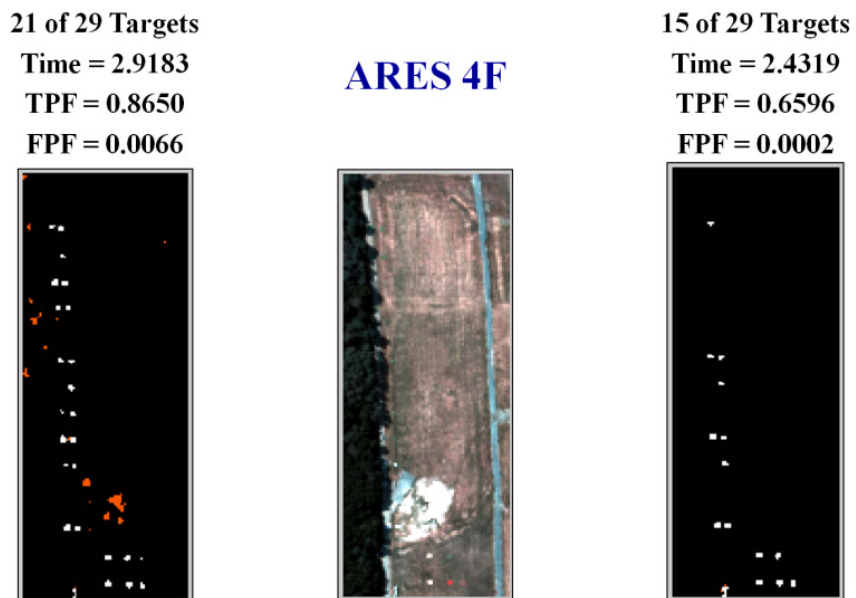 21 of 29 Targets
Time = 2.9183
TPF = 0.8650
FPF = 0.0066
ARES 4F
15 of 29 Targets
Time = 2.4319
TPF = 0.6596
FPF = 0.0002